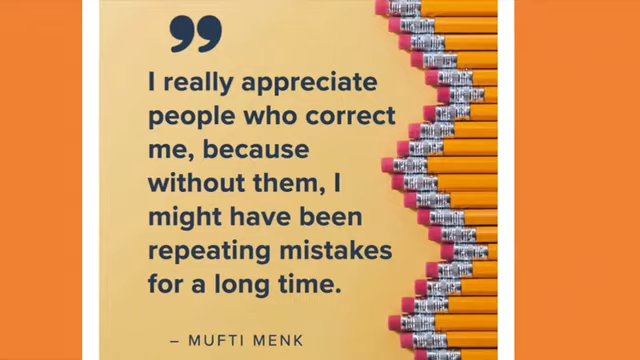 ”
I really appreciate
people who correct
me, because
without them, I
might have been
repeating mistakes
for a long time.
– MUFTI MENK